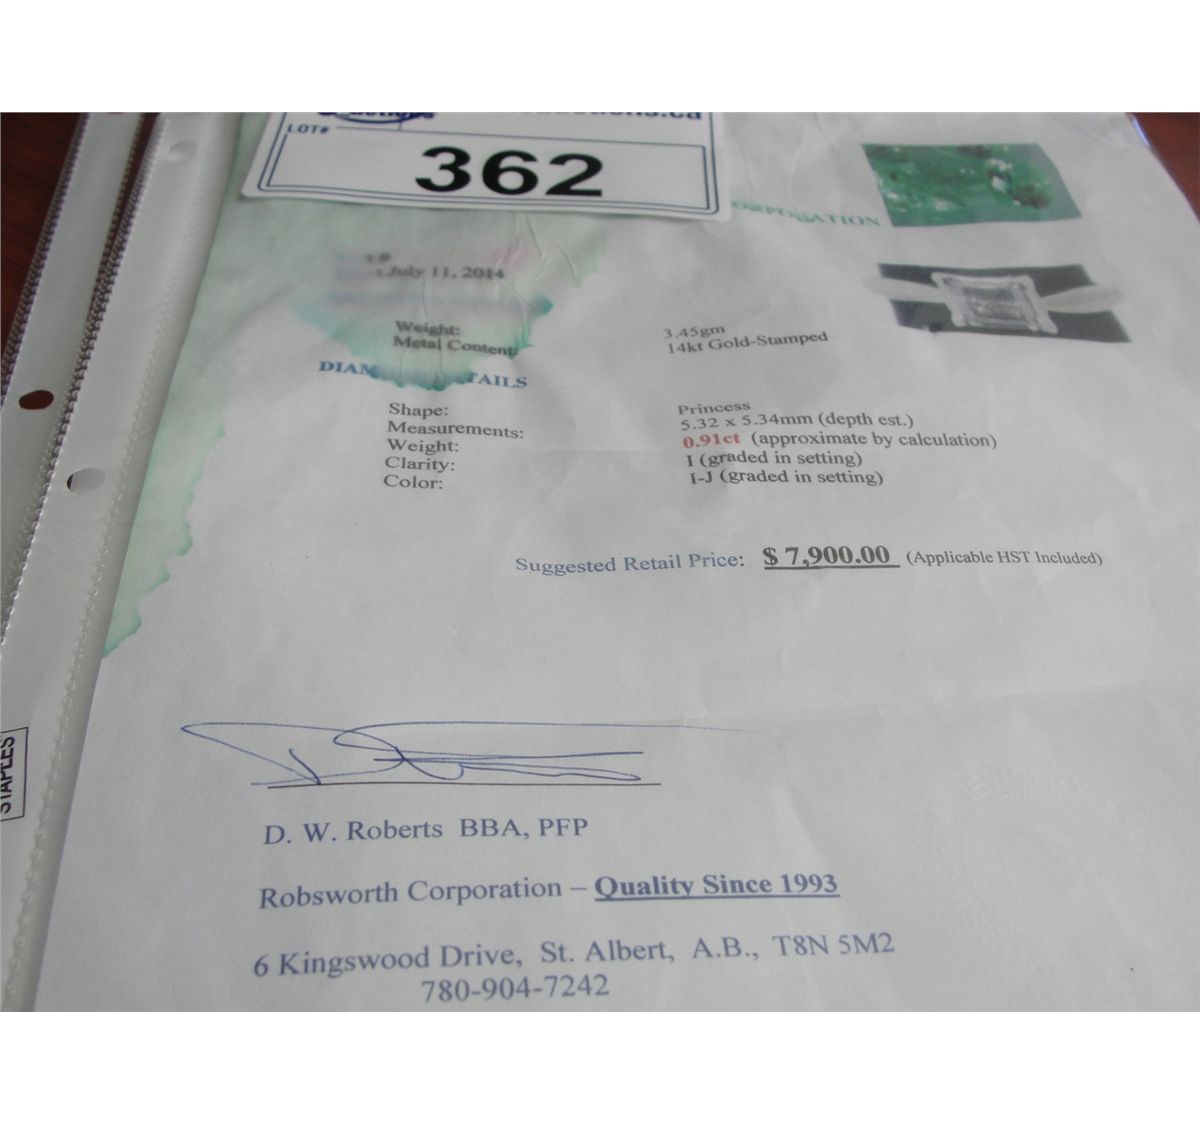 LOT#
362
CORPORATION
July 11, 2014
Weight: 3.45gm
Metal Content: 14kt Gold-Stamped
DIAM TAILS
Shape: Princess
Measurements: 5.32 x 5.34mm (depth est.)
Weight: 0.91ct (approximate by calculation)
Clarity: I (graded in setting)
Color: I-J (graded in setting)
Suggested Retail Price: $ 7,900.00 (Applicable HST Included)
D. W. Roberts BBA, PFP
Robsworth Corporation – Quality Since 1993
6 Kingswood Drive, St. Albert, A.B., T8N 5M2
780-904-7242
STAPLES